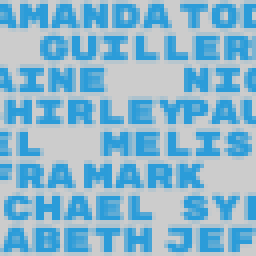 AMANDA TOD
GUILLER
AINE NIC
HIRLEYPAU
EL MELIS
FRA MARK
CHAEL SY
ABETH JEF